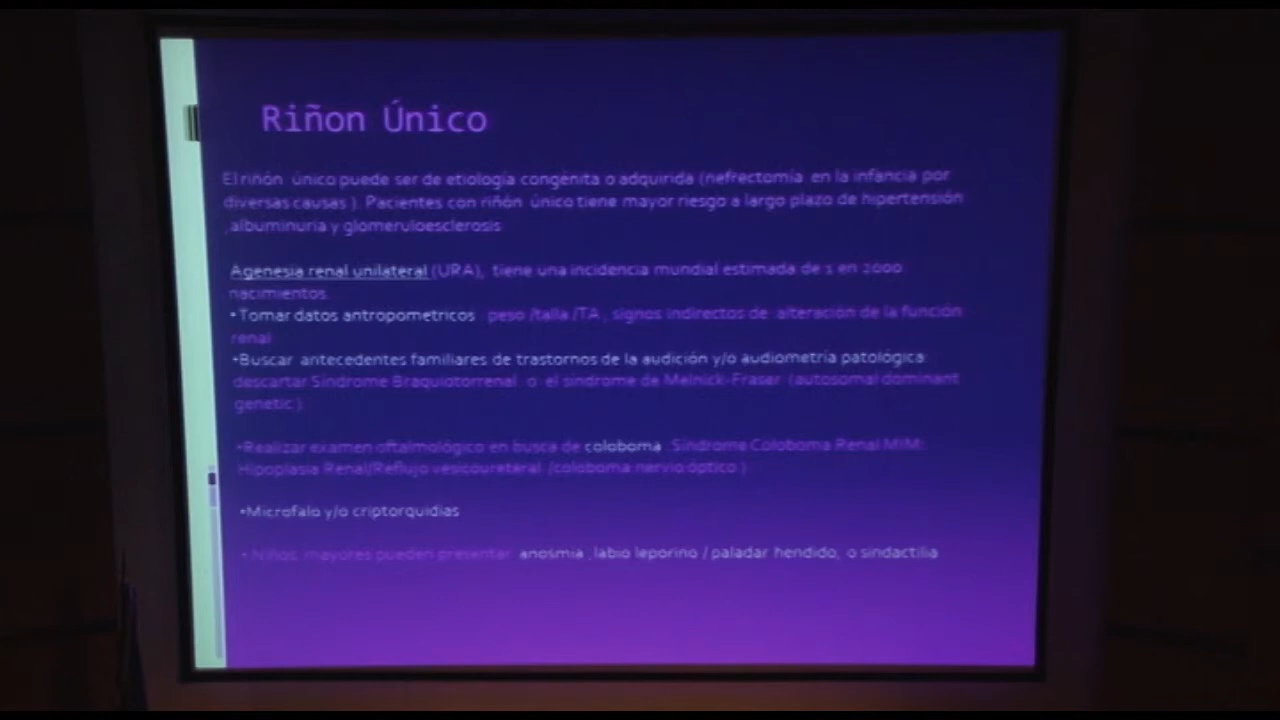 Riñon Único
El riñón único puede ser de etiología congénita o adquirida (nefrectomía en la infancia por
diversas causas ). Pacientes con riñón único tiene mayor riesgo a largo plazo de hipertensión
,albuminuria y glomeruloesclerosis
Agenesia renal unilateral (URA), tiene una incidencia mundial estimada de 1 en 2000
nacimientos.
•Tomar datos antropometricos : peso /talla /TA , signos indirectos de alteración de la función
renal
•Buscar antecedentes familiares de trastornos de la audición y/o audiometría patológica:
descartar Síndrome Braquiotorrenal o el síndrome de Melnick-Fraser (autosomal dominant
genetic )
•Realizar examen oftalmológico en busca de coloboma : Síndrome Coloboma Renal MIM:
Hipoplasia Renal/Reflujo vesicoureteral /coloboma nervio óptico )
•Microfalo y/o criptorquidias
• Niños mayores pueden presentar anosmia ,labio leporino / paladar hendido, o sindactilia